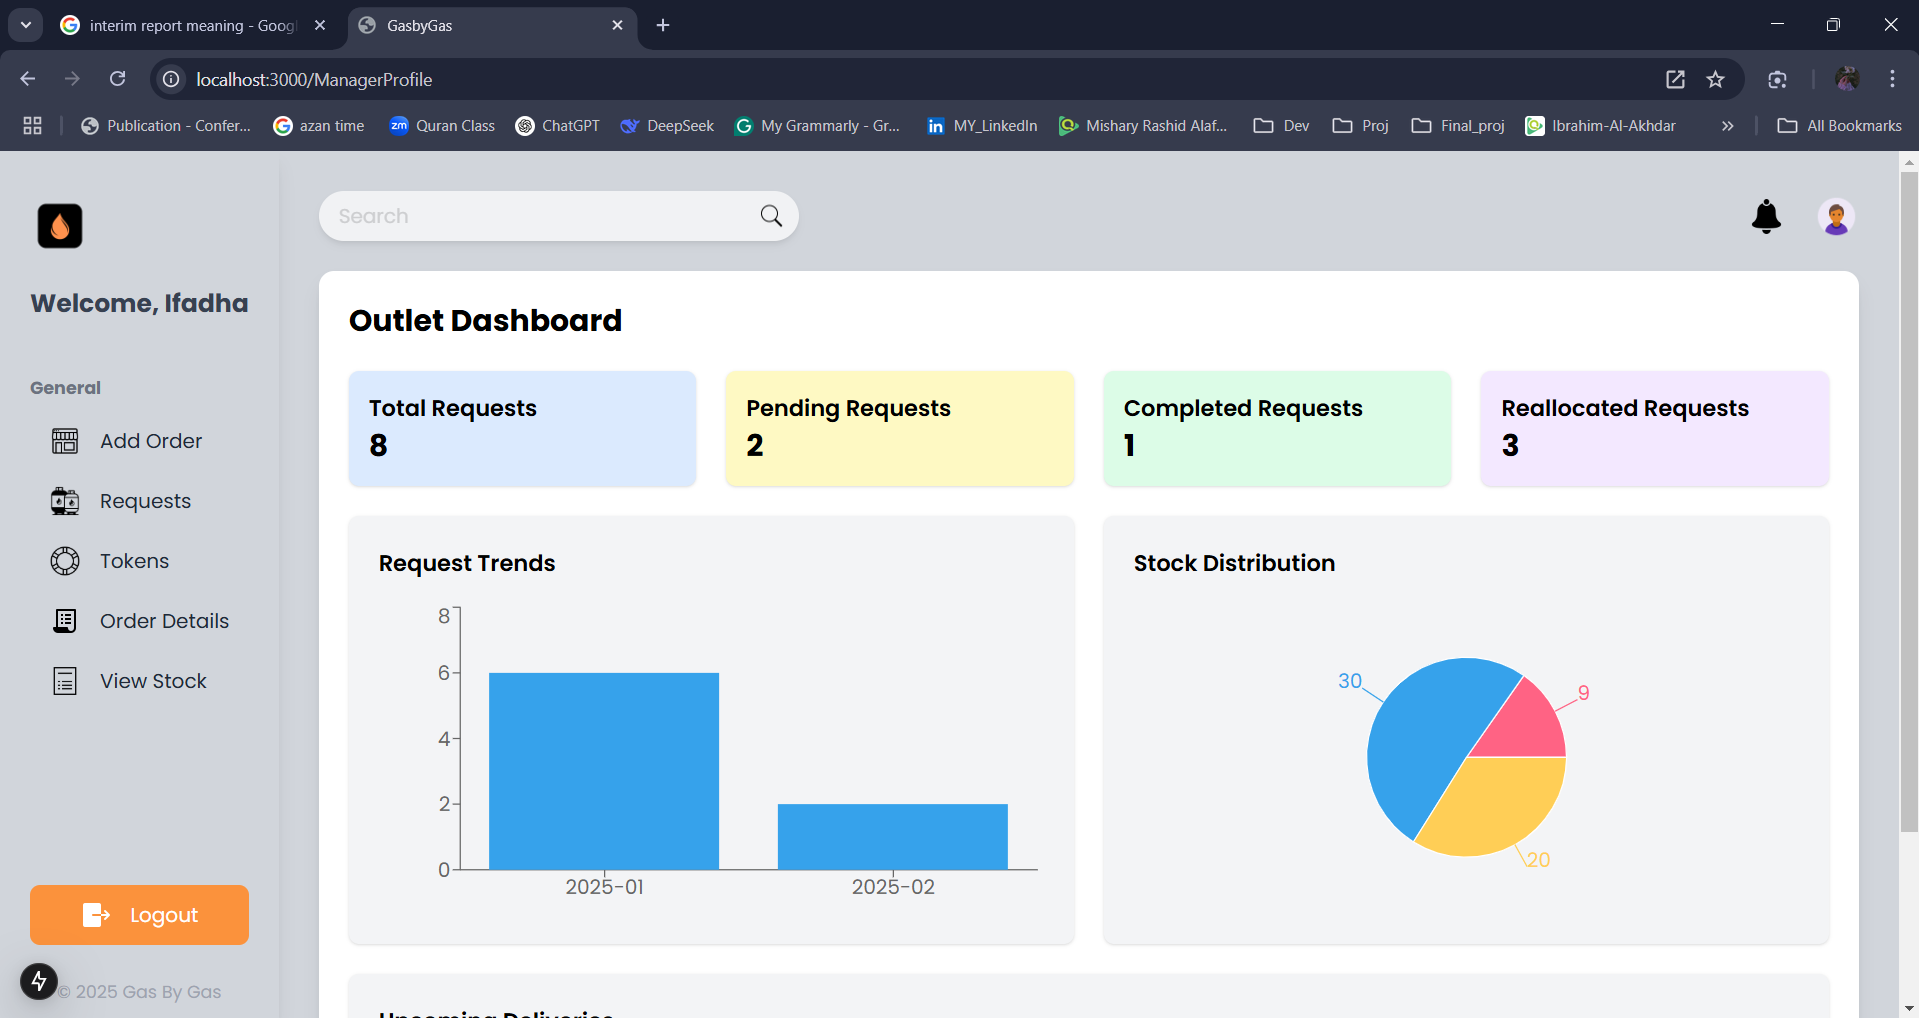 interim report meaning - Googl
GasbyGas
localhost:3000/ManagerProfile
Publication - Confer...
azan time
zm
Quran Class
ChatGPT
DeepSeek
My Grammarly - Gr...
in
MY_LinkedIn
Mishary Rashid Alaf...
Dev
Proj
Final_proj
Ibrahim-Al-Akhdar
All Bookmarks
Search
Welcome, Ifadha
General
Add Order
Requests
Tokens
Order Details
View Stock
Logout
© 2025 Gas By Gas
Outlet Dashboard
Total Requests
8
Pending Requests
2
Completed Requests
1
Reallocated Requests
3
Request Trends
8
6
4
2
0
2025-01
2025-02
Stock Distribution
30
9
20
Upcoming Deliveries